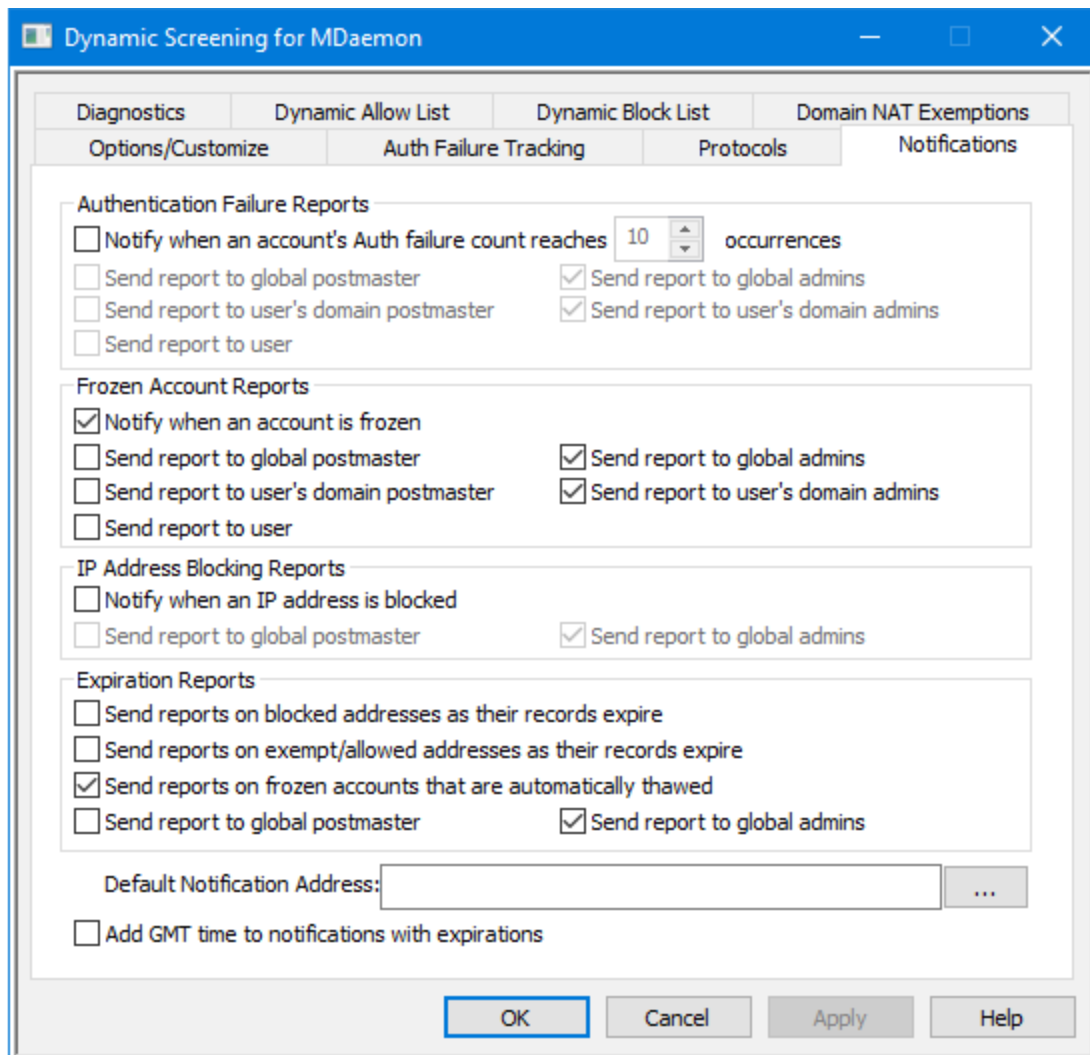 Dynamic Screening for MDaemon
Diagnostics Dynamic Allow List Dynamic Block List Domain NAT Exemptions
Options/Customize Auth Failure Tracking Protocols Notifications
Authentication Failure Reports
Notify when an account's Auth failure count reaches 10 occurrences
Send report to global postmaster Send report to global admins
Send report to user's domain postmaster Send report to user's domain admins
Send report to user
Frozen Account Reports
Notify when an account is frozen
Send report to global postmaster Send report to global admins
Send report to user's domain postmaster Send report to user's domain admins
Send report to user
IP Address Blocking Reports
Notify when an IP address is blocked
Send report to global postmaster Send report to global admins
Expiration Reports
Send reports on blocked addresses as their records expire
Send reports on exempt/allowed addresses as their records expire
Send reports on frozen accounts that are automatically thawed
Send report to global postmaster Send report to global admins
Default Notification Address: ...
Add GMT time to notifications with expirations
OK Cancel Apply Help